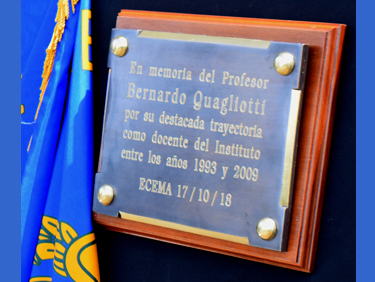 En memoria del Profesor
Bernardo Quagliotti
por su destacada trayectoria
como docente del Instituto
entre los años 1993 y 2009
ECEMA 17/10/18